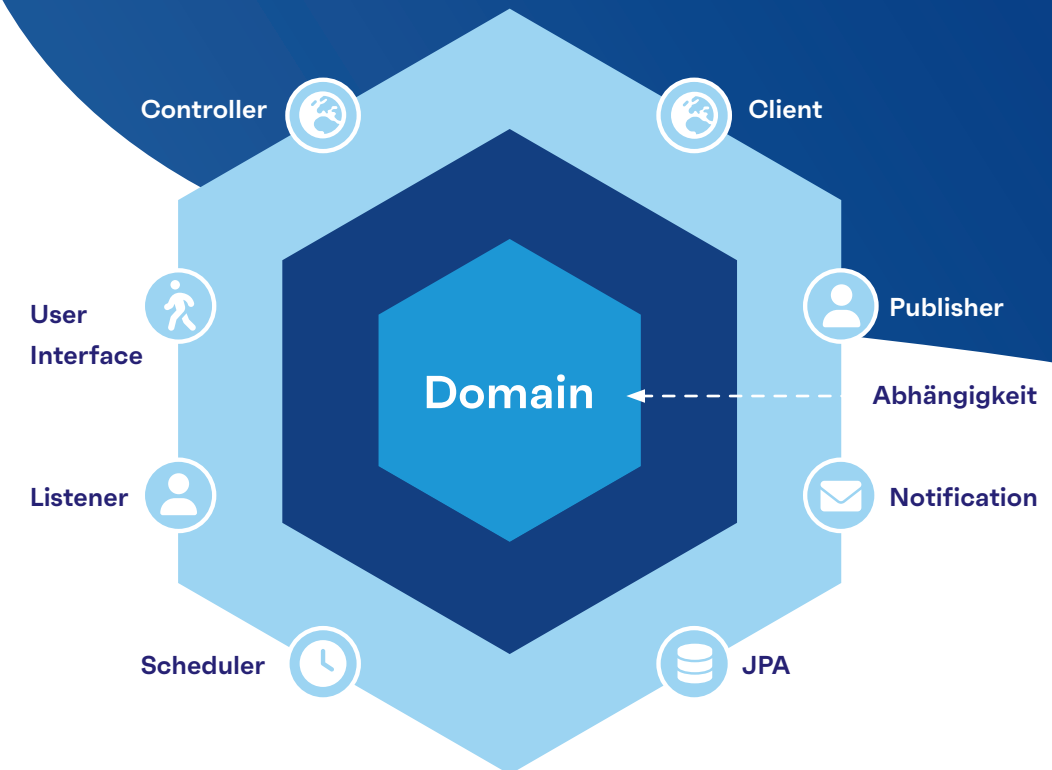 Controller
Client
User
Interface
Publisher
Domain
Abhängigkeit
Listener
Notification
Scheduler
JPA